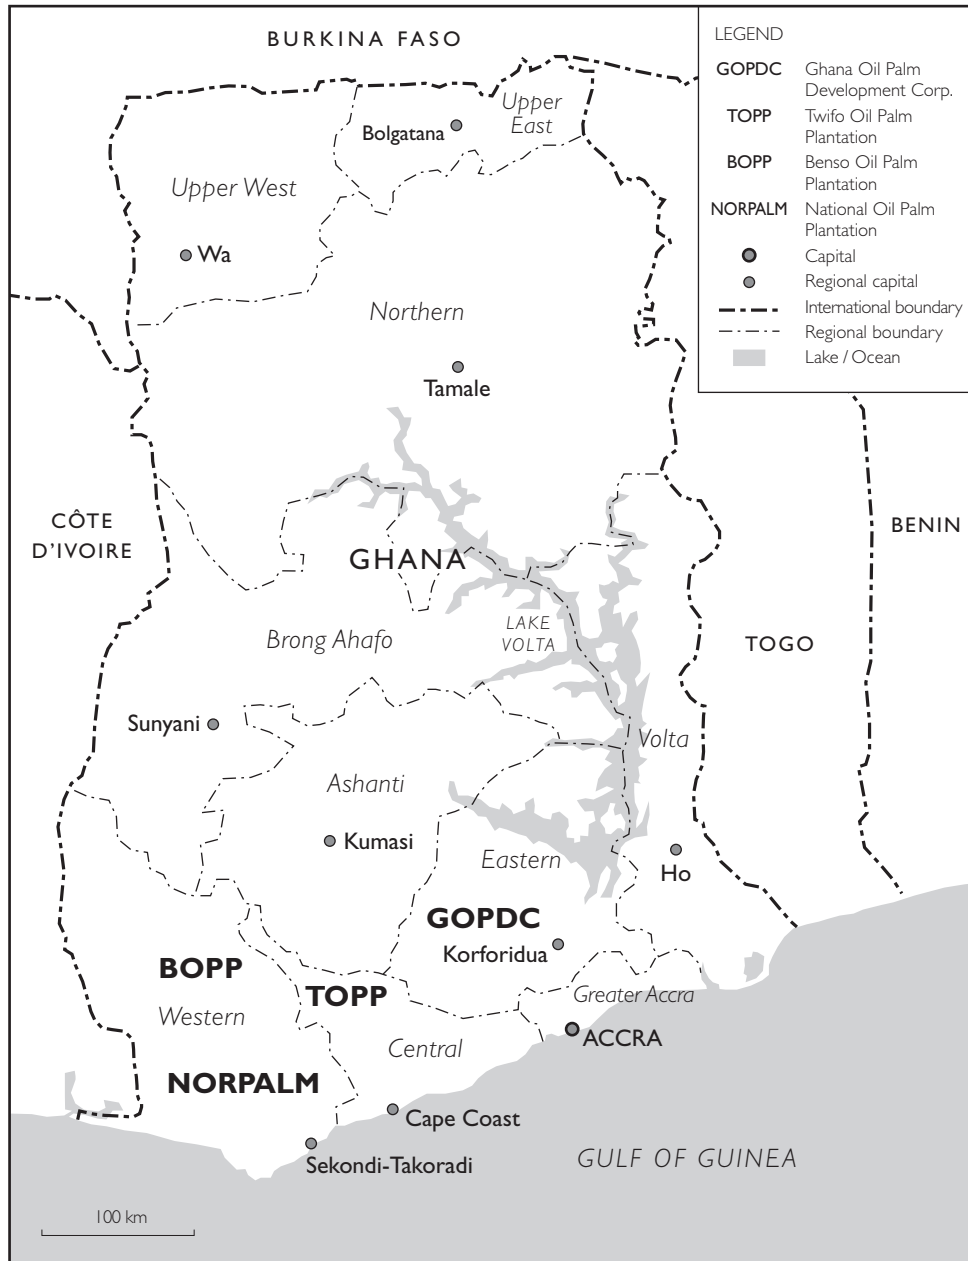 BURKINA FASO
LEGEND
GOPDC Ghana Oil Palm
Development Corp.
TOPP Twifo Oil Palm
Plantation
BOPP Benso Oil Palm
Plantation
NORPALM National Oil Palm
Plantation
Capital
Regional capital
International boundary
Regional boundary
Lake / Ocean
Upper
East
Bolgatana
Upper West
Wa
Northern
Tamale
CÔTE
D'IVOIRE
BENIN
GHANA
LAKE
VOLTA
Brong Ahafo
TOGO
Sunyani
Volta
Ashanti
Kumasi
Eastern
Ho
GOPDC
Korforidua
BOPP
TOPP
Greater Accra
Western
Central
ACCRA
NORPALM
Cape Coast
Sekondi-Takoradi
GULF OF GUINEA
100 km